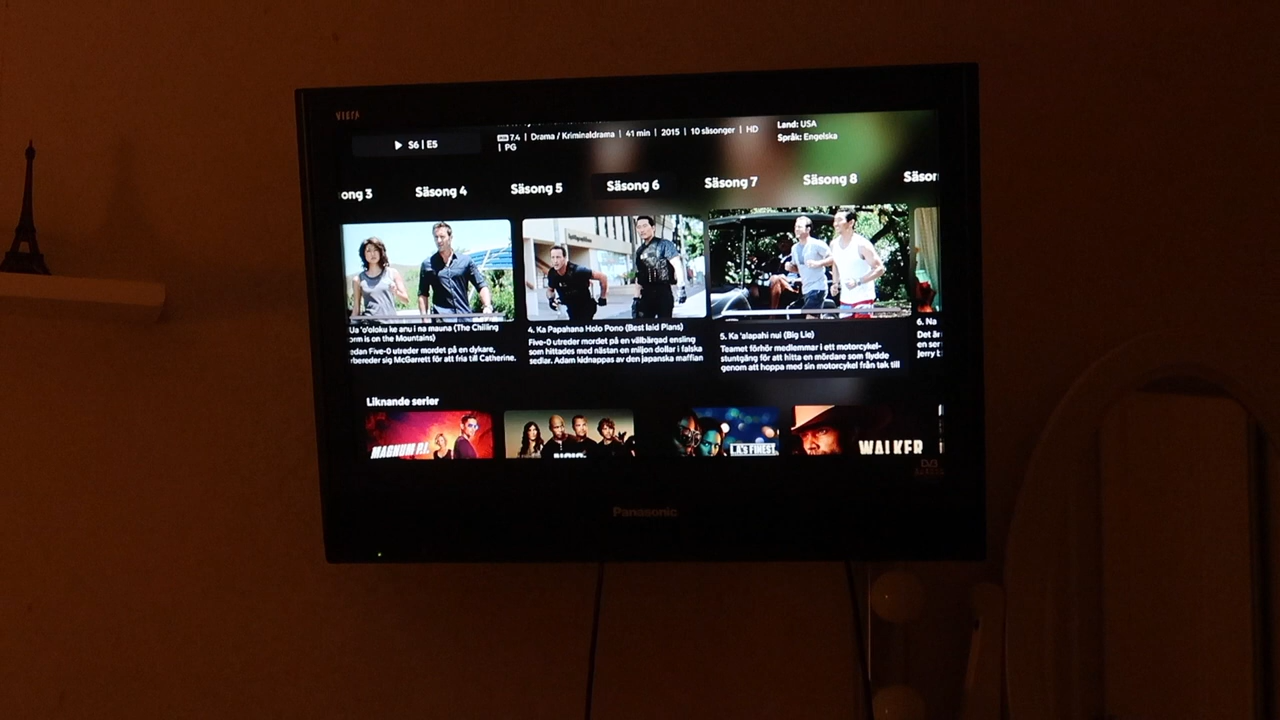 VIERA
S6 | E5
7.4 | Drama / Kriminaldrama | 41 min | 2015 | 10 säsonger | HD
| PG
Land: USA
Språk: Engelska
ong 3
Säsong 4
Säsong 5
Säsong 6
Säsong 7
Säsong 8
Säson
Ua 'o'oloku ke anu i na mauna (The Chilling
orm is on the Mountains)
edan Five-0 utreder mordet på en dykare,
bereder sig McGarrett för att fria till Catherine.
4. Ka Papahana Holo Pono (Best laid Plans)
Five-0 utreder mordet på en välbärgad ensling
som hittades med nästan en miljon dollar i falska
sedlar. Adam kidnappas av den japanska maffian
5. Ka 'alapahi nui (Big Lie)
Teamet förhör medlemmar i ett motorcykel-
stuntgäng för att hitta en mördare som flydde
genom att hoppa med sin motorcykel från tak till
6. Na
Det är
en ser
Jerry t
Liknande serier
MAGNUM P.I.
L.A.'s FINEST
WALKER
DVB
Panasonic